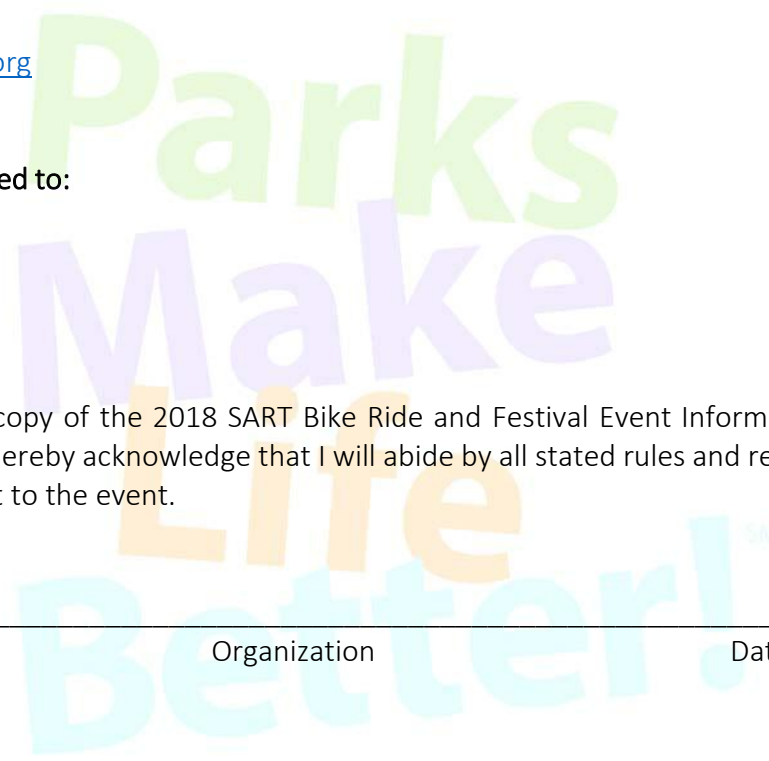 org
Parks
ed to:
Make
copy of the 2018 SART Bike Ride and Festival Event Inform
ereby acknowledge that I will abide by all stated rules and re
t to the event.
Life
Better!
Organization Dat